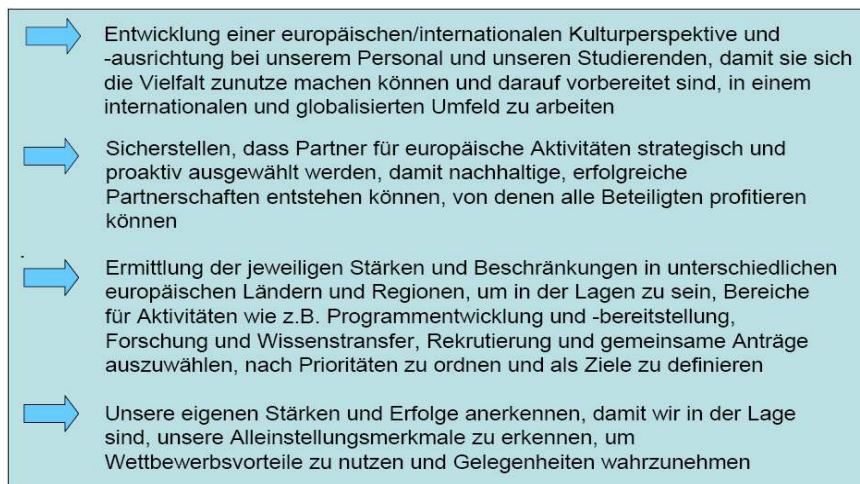 Entwicklung einer europäischen/internationalen Kulturperspektive und
-ausrichtung bei unserem Personal und unseren Studierenden, damit sie sich
die Vielfalt zunutze machen können und darauf vorbereitet sind, in einem
internationalen und globalisierten Umfeld zu arbeiten
Sicherstellen, dass Partner für europäische Aktivitäten strategisch und
proaktiv ausgewählt werden, damit nachhaltige, erfolgreiche
Partnerschaften entstehen können, von denen alle Beteiligten profitieren
können
Ermittlung der jeweiligen Stärken und Beschränkungen in unterschiedlichen
europäischen Ländern und Regionen, um in der Lagen zu sein, Bereiche
für Aktivitäten wie z.B. Programmentwicklung und -bereitstellung,
Forschung und Wissenstransfer, Rekrutierung und gemeinsame Anträge
auszuwählen, nach Prioritäten zu ordnen und als Ziele zu definieren
Unsere eigenen Stärken und Erfolge anerkennen, damit wir in der Lage
sind, unsere Alleinstellungsmerkmale zu erkennen, um
Wettbewerbsvorteile zu nutzen und Gelegenheiten wahrzunehmen